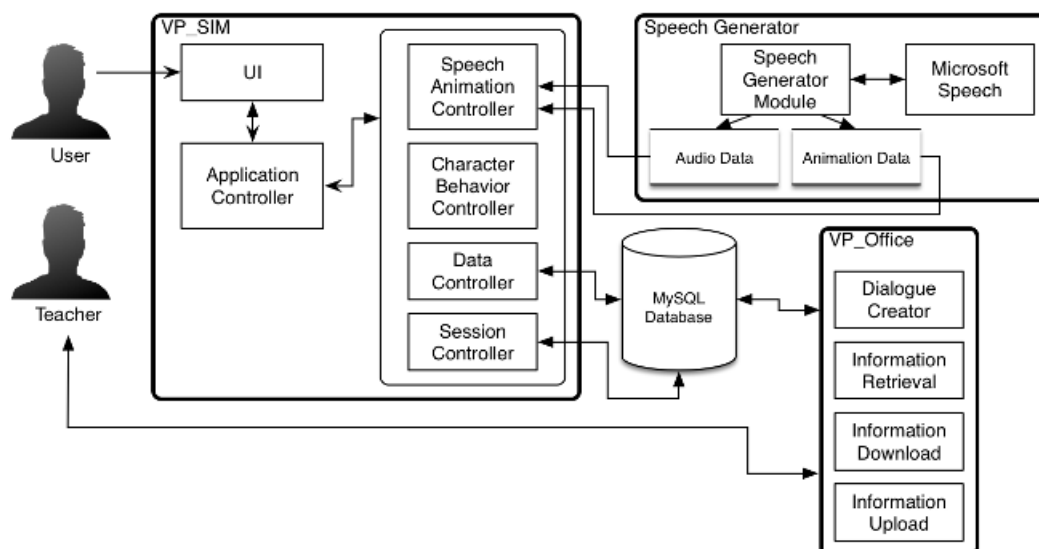 VP_SIM
UI
Application
Controller
Speech
Animation
Controller
Character
Behavior
Controller
Data
Controller
Session
Controller
User
Teacher
Speech Generator
Speech
Generator
Module
Microsoft
Speech
Audio Data
Animation Data
MySQL
Database
VP_Office
Dialogue
Creator
Information
Retrieval
Information
Download
Information
Upload